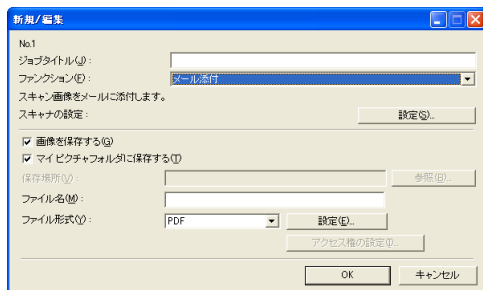 新規/編集
No.1
ジョブタイトル(J):
ファンクション(F): メール添付
スキャン画像をメールに添付します。
スキャナの設定: 設定(S)...
画像を保存する(G)
マイ ピクチャフォルダに保存する(T)
保存場所(V): 参照(B)...
ファイル名(M):
ファイル形式(Y): PDF 設定(E)...
アクセス権の設定(I)...
OK キャンセル